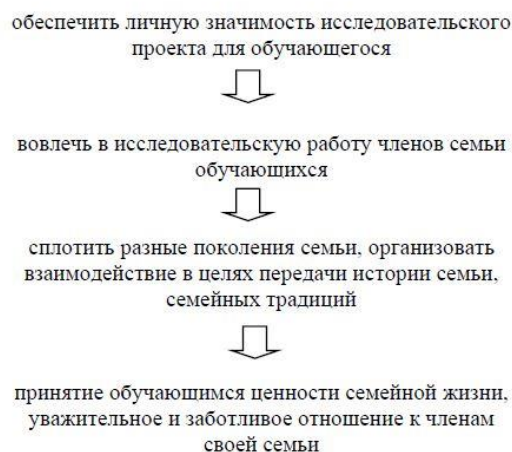 обеспечить личную значимость исследовательского
проекта для обучающегося
вовлечь в исследовательскую работу членов семьи
обучающихся
сплотить разные поколения семьи, организовать
взаимодействие в целях передачи истории семьи,
семейных традиций
принятие обучающимся ценности семейной жизни,
уважительное и заботливое отношение к членам
своей семьи